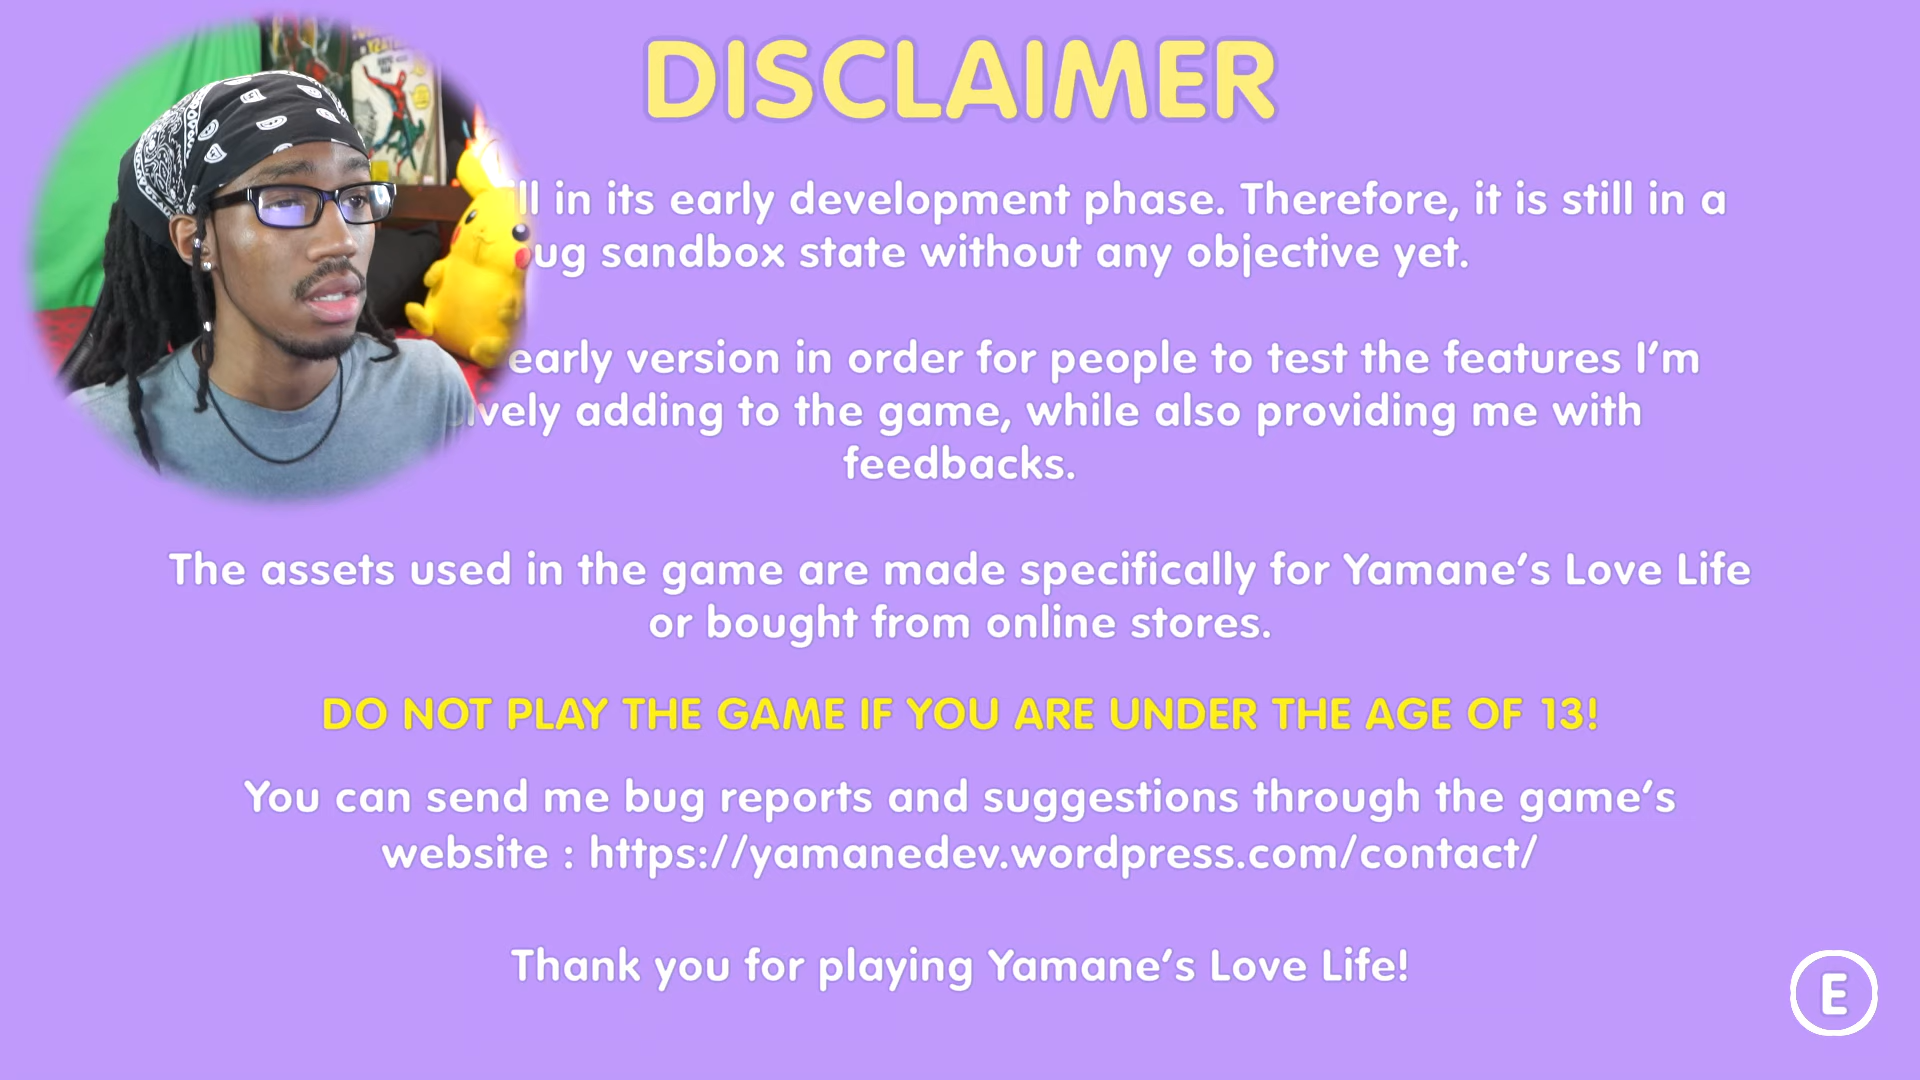 DISCLAIMER
in its early development phase. Therefore, it is still in a
sandbox state without any objective yet.
early version in order for people to test the features I'm
adding to the game, while also providing me with
feedbacks.
The assets used in the game are made specifically for Yamane's Love Life
or bought from online stores.
DO NOT PLAY THE GAME IF YOU ARE UNDER THE AGE OF 13!
You can send me bug reports and suggestions through the game's
website : https://yamanedev.wordpress.com/contact/
Thank you for playing Yamane's Love Life!
E